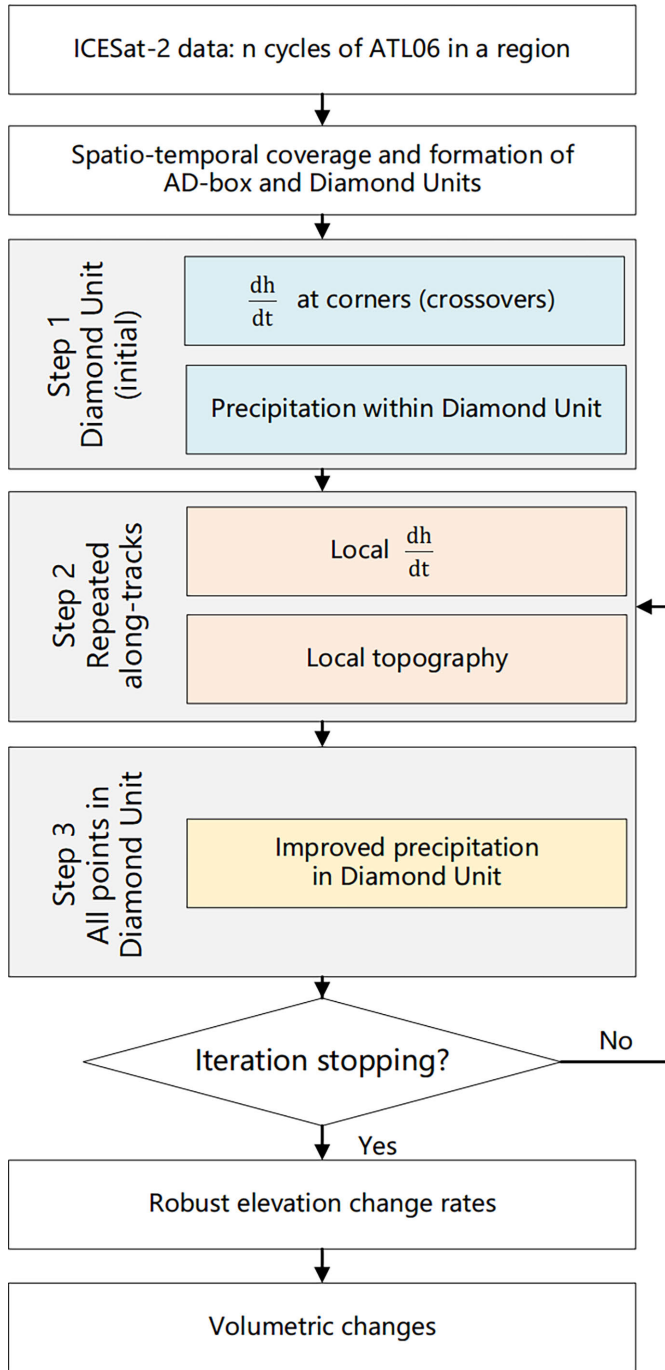 ICESat-2 data: n cycles of ATL06 in a region
Spatio-temporal coverage and formation of
AD-box and Diamond Units
Step 1
Diamond Unit
(initial)
dh
dt
at corners (crossovers)
Precipitation within Diamond Unit
Step 2
Repeated
along-tracks
Local
dh
dt
Local topography
Step 3
All points in
Diamond Unit
Improved precipitation
in Diamond Unit
Iteration stopping?
No
Yes
Robust elevation change rates
Volumetric changes